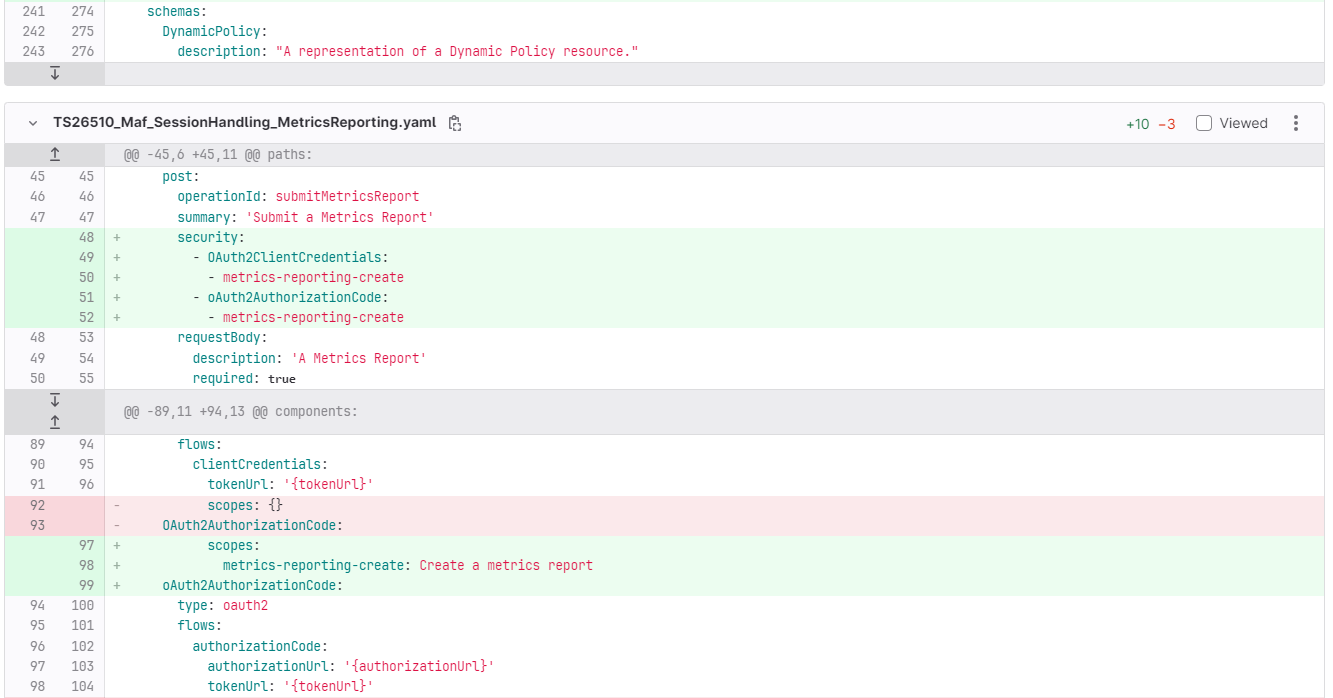 241 274 schemas:
242 275 DynamicPolicy:
243 276 description: "A representation of a Dynamic Policy resource."
TS26510_Maf_SessionHandling_MetricsReporting.yaml +10 −3 Viewed
@@ -45,6 +45,11 @@ paths:
45 45 post:
46 46 operationId: submitMetricsReport
47 47 summary: 'Submit a Metrics Report'
48 + security:
49 + - OAuth2ClientCredentials:
50 + - metrics-reporting-create
51 + - oAuth2AuthorizationCode:
52 + - metrics-reporting-create
48 53 requestBody:
49 54 description: 'A Metrics Report'
50 55 required: true
@@ -89,11 +94,13 @@ components:
89 94 flows:
90 95 clientCredentials:
91 96 tokenUrl: '{tokenUrl}'
92 - scopes: {}
93 - OAuth2AuthorizationCode:
97 + scopes:
98 + metrics-reporting-create: Create a metrics report
99 + oAuth2AuthorizationCode:
94 100 type: oauth2
95 101 flows:
96 102 authorizationCode:
97 103 authorizationUrl: '{authorizationUrl}'
98 104 tokenUrl: '{tokenUrl}'